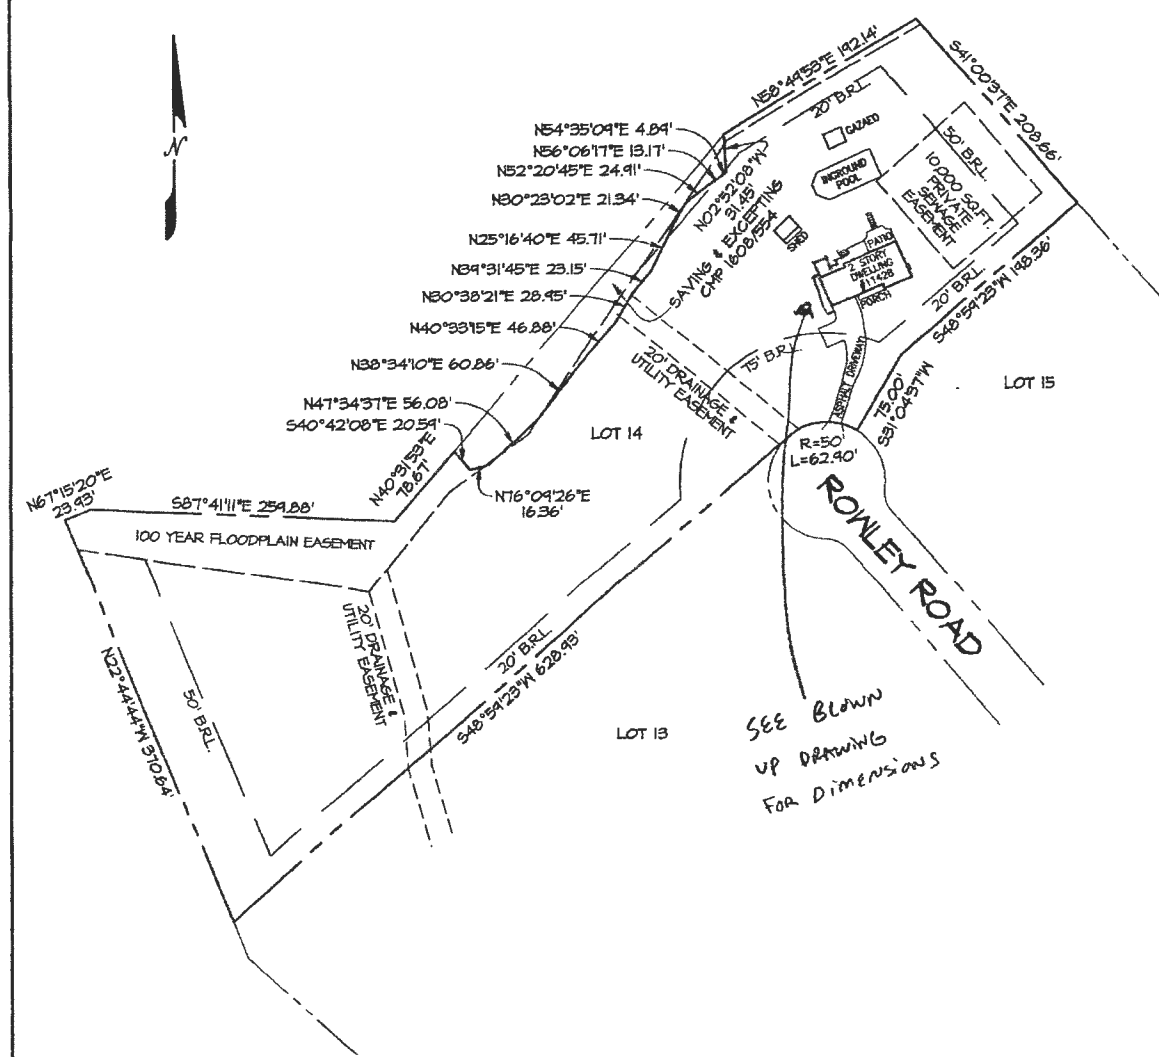 N
N58°49'53"E 192.14'
S41°00'37"E 208.66'
20' B.R.L.
N54°35'09"E 4.89'
N56°06'17"E 13.17'
N52°20'45"E 24.91'
N30°23'02"E 21.34'
N25°16'40"E 45.71'
N39°31'45"E 23.15'
N30°38'21"E 28.95'
N40°33'15"E 46.88'
N38°34'10"E 60.86'
N47°34'37"E 56.08'
S40°42'08"E 20.59'
N02°52'08"W
31.45'
SAVING & EXCEPTING
CMP 1608/554
GAZAEO
INGROUND
POOL
SHED
50' B.R.L.
10,000 SQ.FT.
PRIVATE
SEWAGE
EASEMENT
PATIO
2 STORY
DWELLING
#11428
PORCH
20' B.R.L.
S48°59'23"W 198.36'
75' B.R.L.
ASPHALT DRIVEWAY
75.00'
S31°04'37"W
LOT 15
20' DRAINAGE &
UTILITY EASEMENT
LOT 14
R=50'
L=62.90'
ROWLEY ROAD
N40°31'53"E
78.67'
N76°09'26"E
16.36'
N67°15'20"E
23.93'
S87°41'11"E 259.88'
100 YEAR FLOODPLAIN EASEMENT
20' DRAINAGE &
UTILITY EASEMENT
N22°44'44"W 370.64'
50' B.R.L.
20' B.R.L.
S48°59'23"W 628.93'
LOT 13
SEE BLOWN
UP DRAWING
FOR DIMENSIONS